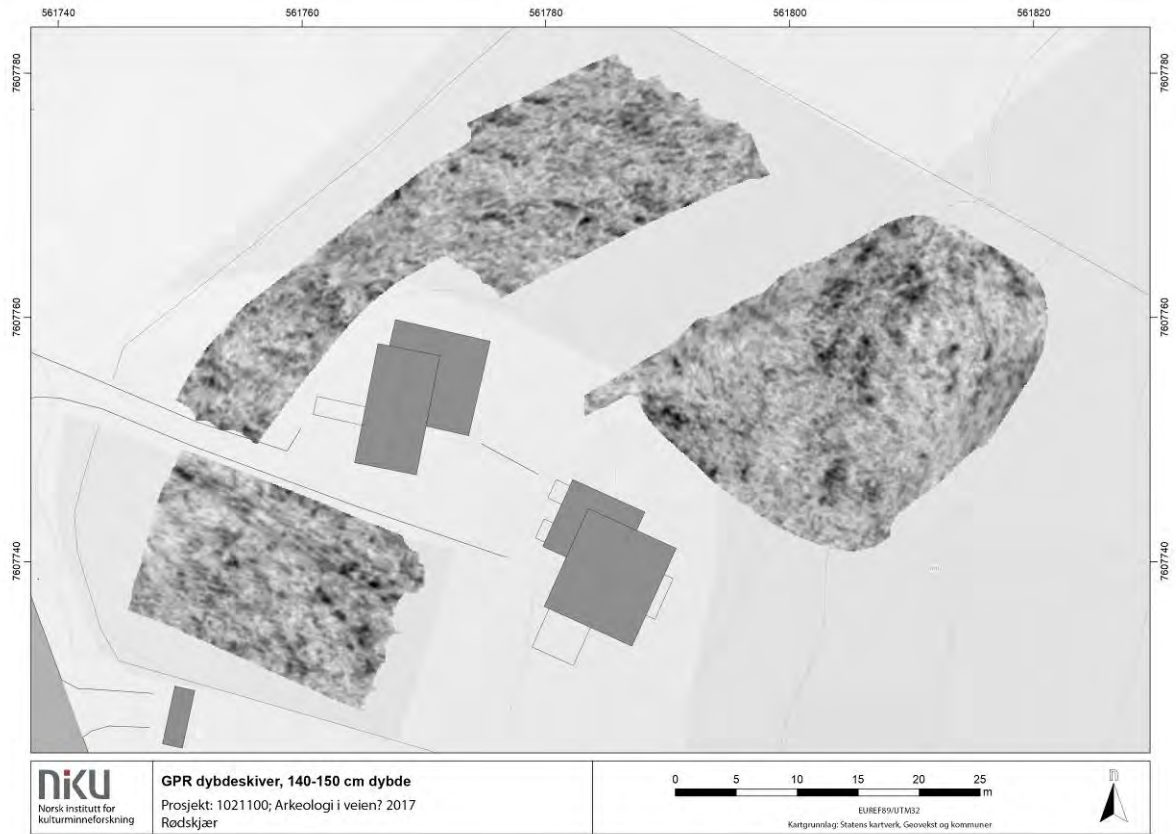 561740 561760 561780 561800 561820
7607780 7607780
7607760 7607760
7607740 7607740
niku
Norsk institutt for
kulturminneforskning
GPR dybdeskiver, 140-150 cm dybde
Prosjekt: 1021100; Arkeologi i veien? 2017
Rødskjær
0 5 10 15 20 25
m
EUREF89/UTM32
Kartgrunnlag: Statens kartverk, Geovekst og kommuner
n